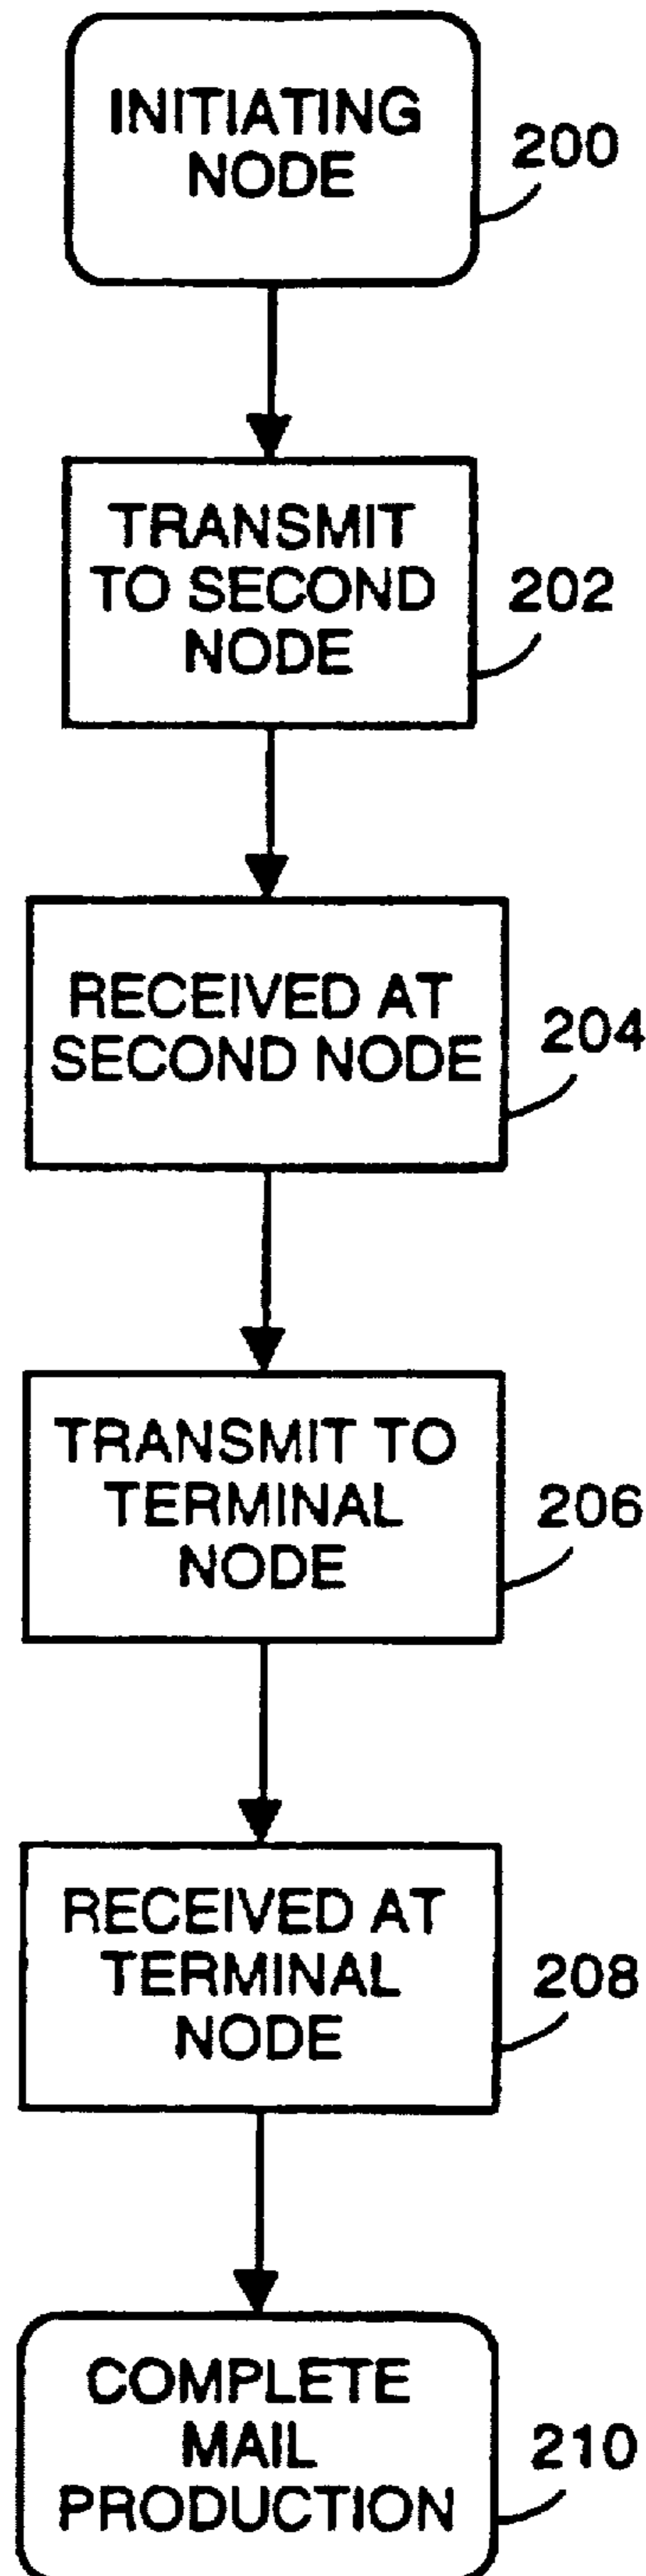 INITIATING
NODE
200
TRANSMIT
TO SECOND
NODE
202
RECEIVED AT
SECOND NODE
204
TRANSMIT TO
TERMINAL
NODE
206
RECEIVED AT
TERMINAL
NODE
208
COMPLETE
MAIL
PRODUCTION
210